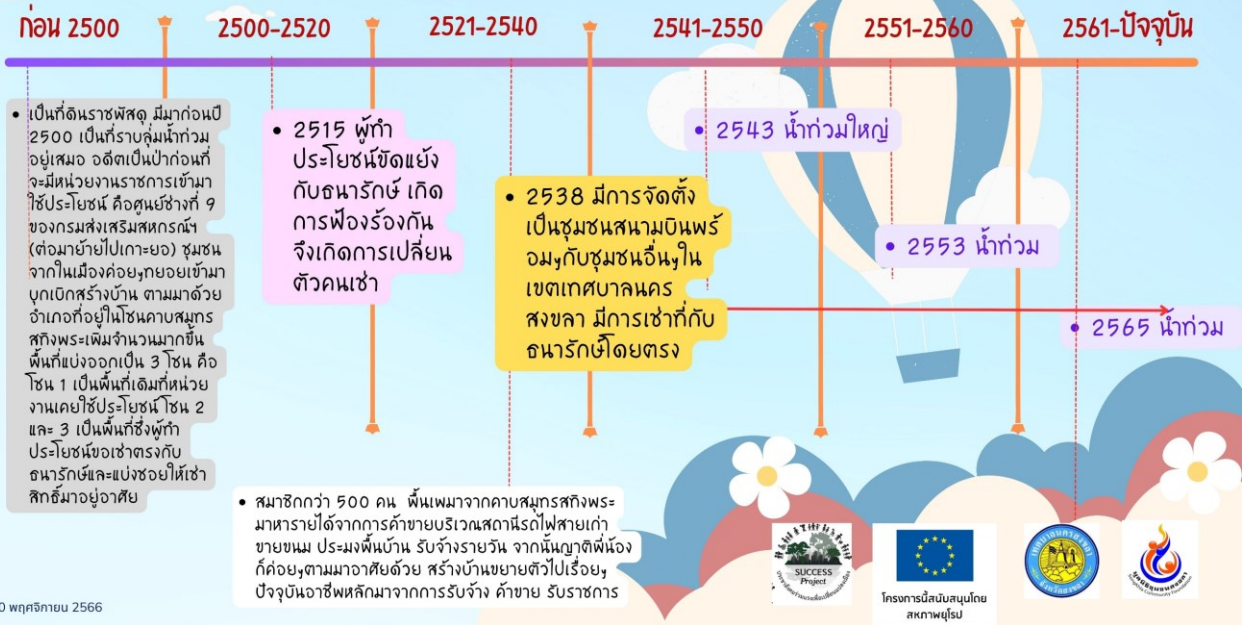 ก่อน 2500
2500-2520
2521-2540
2541-2550
2551-2560
2561-ปัจจุบัน
• เป็นที่ดินราชพัสดุ มีมาก่อนปี
2500 เป็นที่ราบลุ่มน้ำท่วม
อยู่เสมอ อดีตเป็นป่าก่อนที่
จะมีหน่วยงานราชการเข้ามา
ใช้ประโยชน์ คือศูนย์ช่างที่ 9
ของกรมส่งเสริมสหกรณ์ฯ
(ต่อมาย้ายไปเกาะยอ) ชุมชน
จากในเมืองค่อยๆทยอยเข้ามา
บุกเบิกสร้างบ้าน ตามมาด้วย
อำเภอที่อยู่ในโซนคาบสมุทร
สทิงพระเพิ่มจำนวนมากขึ้น
พื้นที่แบ่งออกเป็น 3 โซน คือ
โซน 1 เป็นพื้นที่เดิมที่หน่วย
งานเคยใช้ประโยชน์ โซน 2
และ 3 เป็นพื้นที่ซึ่งผู้ทำ
ประโยชน์ขอเช่าตรงกับ
ธนารักษ์และแบ่งซอยให้เช่า
สิทธิ์มาอยู่อาศัย
• 2515 ผู้ทำ
ประโยชน์ขัดแย้ง
กับธนารักษ์ เกิด
การฟ้องร้องกัน
จึงเกิดการเปลี่ยน
ตัวคนเช่า
• 2538 มีการจัดตั้ง
เป็นชุมชนสนามบินพร้
อมๆกับชุมชนอื่นๆใน
เขตเทศบาลนคร
สงขลา มีการเช่าที่กับ
ธนารักษ์โดยตรง
• 2543 น้ำท่วมใหญ่
• 2553 น้ำท่วม
• 2565 น้ำท่วม
• สมาชิกกว่า 500 คน พื้นเพมาจากคาบสมุทรสทิงพระ
มาหารายได้จากการค้าขายบริเวณสถานีรถไฟสายเก่า
ขายขนม ประมงพื้นบ้าน รับจ้างรายวัน จากนั้นญาติพี่น้อง
ก็ค่อยๆตามมาอาศัยด้วย สร้างบ้านขยายตัวไปเรื่อยๆ
ปัจจุบันอาชีพหลักมาจากการรับจ้าง ค้าขาย รับราชการ
SUCCESS
Project
โครงการนี้สนับสนุนโดย
สหภาพยุโรป
เทศบาลนครสงขลา
จังหวัดสงขลา
มูลนิธิชุมชนสงขลา
0 พฤศจิกายน 2566